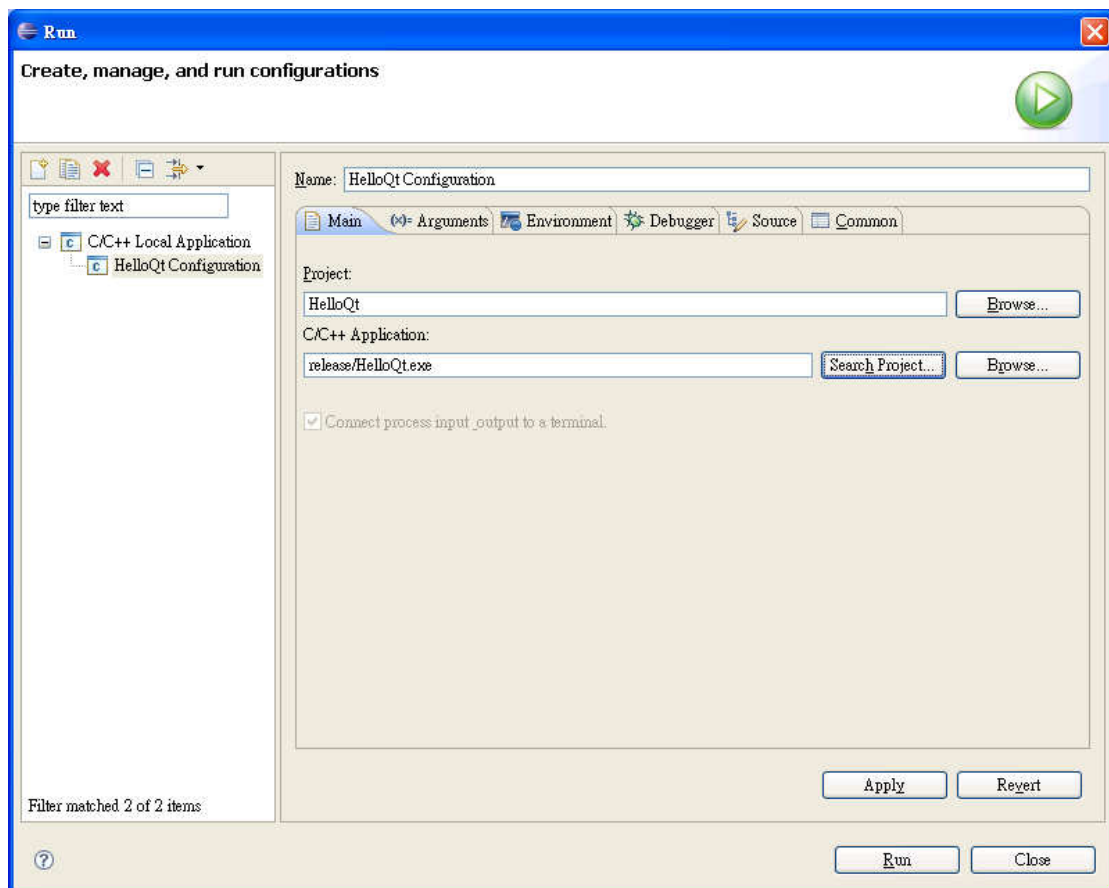 Run
Create, manage, and run configurations
type filter text
C/C++ Local Application
HelloQt Configuration
Filter matched 2 of 2 items
Name: HelloQt Configuration
Main (x)= Arguments Environment Debugger Source Common
Project:
HelloQt Browse...
C/C++ Application:
release/HelloQt.exe Search Project... Browse...
Connect process input _output to a terminal.
Apply Revert
Run Close